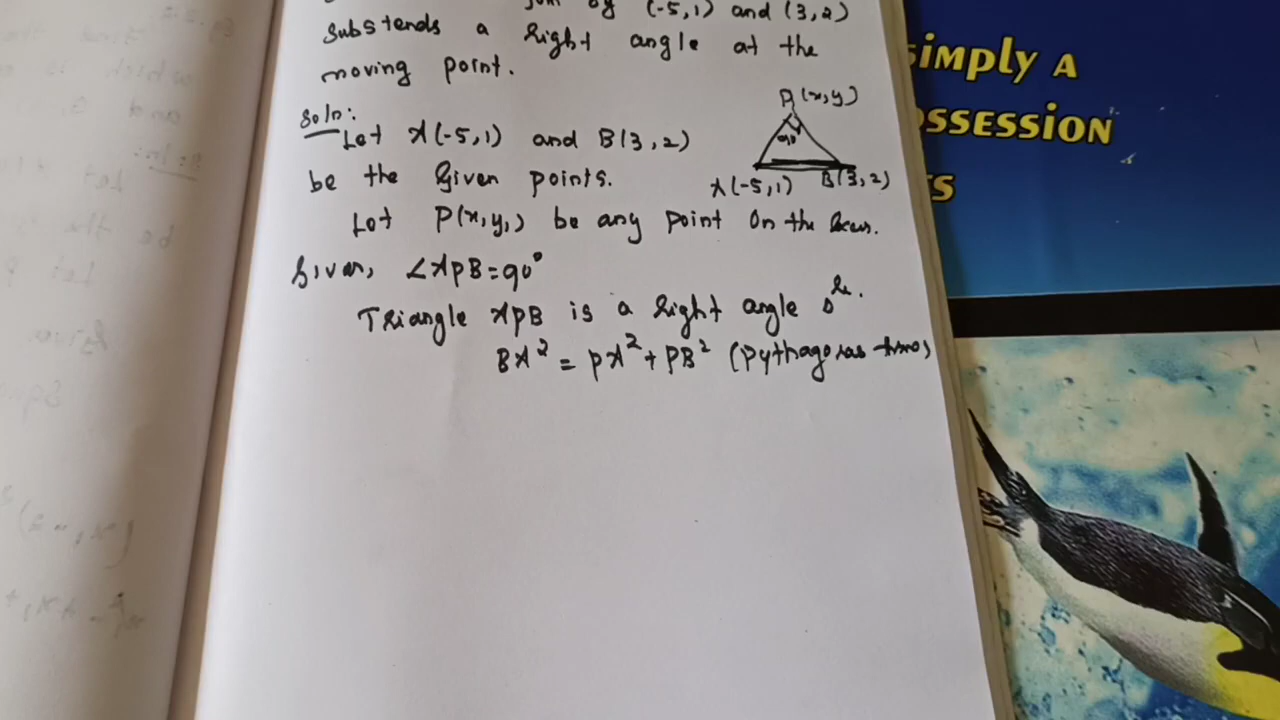 by (-5,1) and (3,2)
Substends a right angle at the
moving point.
Soln:
Let A(-5,1) and B(3,2)
be the given points.
P(x,y)
90°
A(-5,1) B(3,2)
Let P(x,y,) be any point on the locus.
Given, ∠APB=90°
Triangle APB is a right angle
BA² = PA² + PB² (Pythagoras
SIMPLY A
SSESSION
S